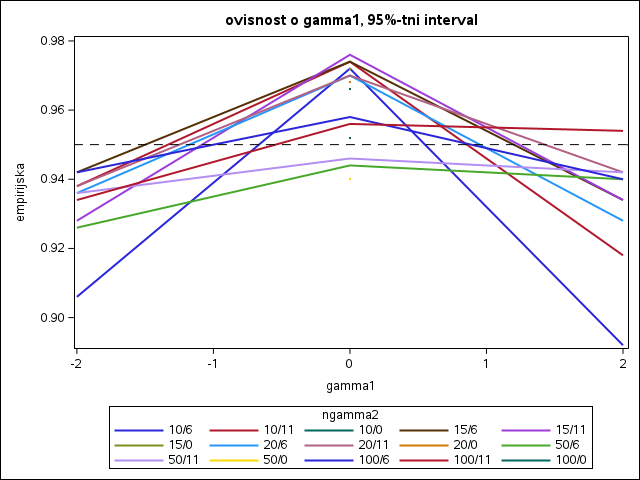 ovisnost o gamma1, 95%-tni interval
0.98
0.96
0.94
0.92
0.90
empirijska
-2 -1 0 1 2
gamma1
ngamma2
10/6 10/11 10/0 15/6 15/11
15/0 20/6 20/11 20/0 50/6
50/11 50/0 100/6 100/11 100/0